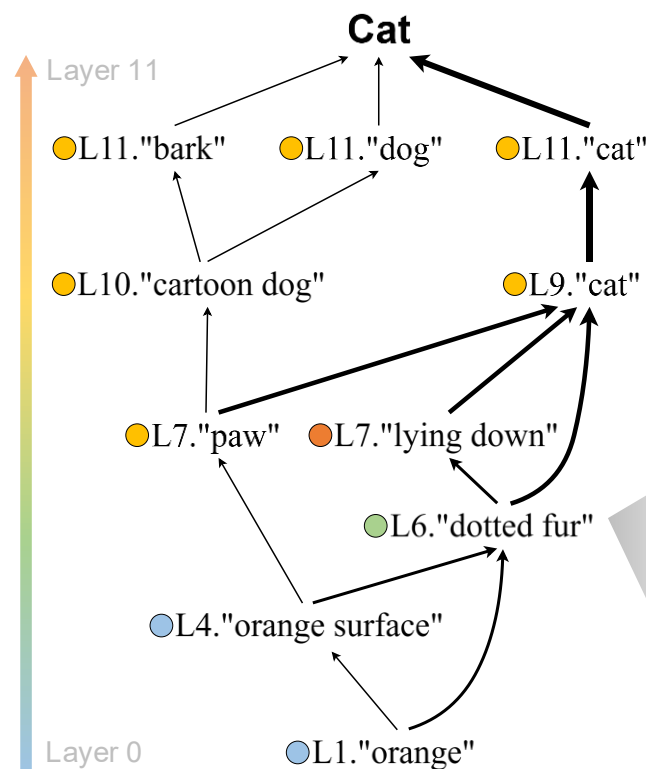 Cat
Layer 11
L11."bark"
L11."dog"
L11."cat"
L10."cartoon dog"
L9."cat"
L7."paw"
L7."lying down"
L6."dotted fur"
L4."orange surface"
L1."orange"
Layer 0